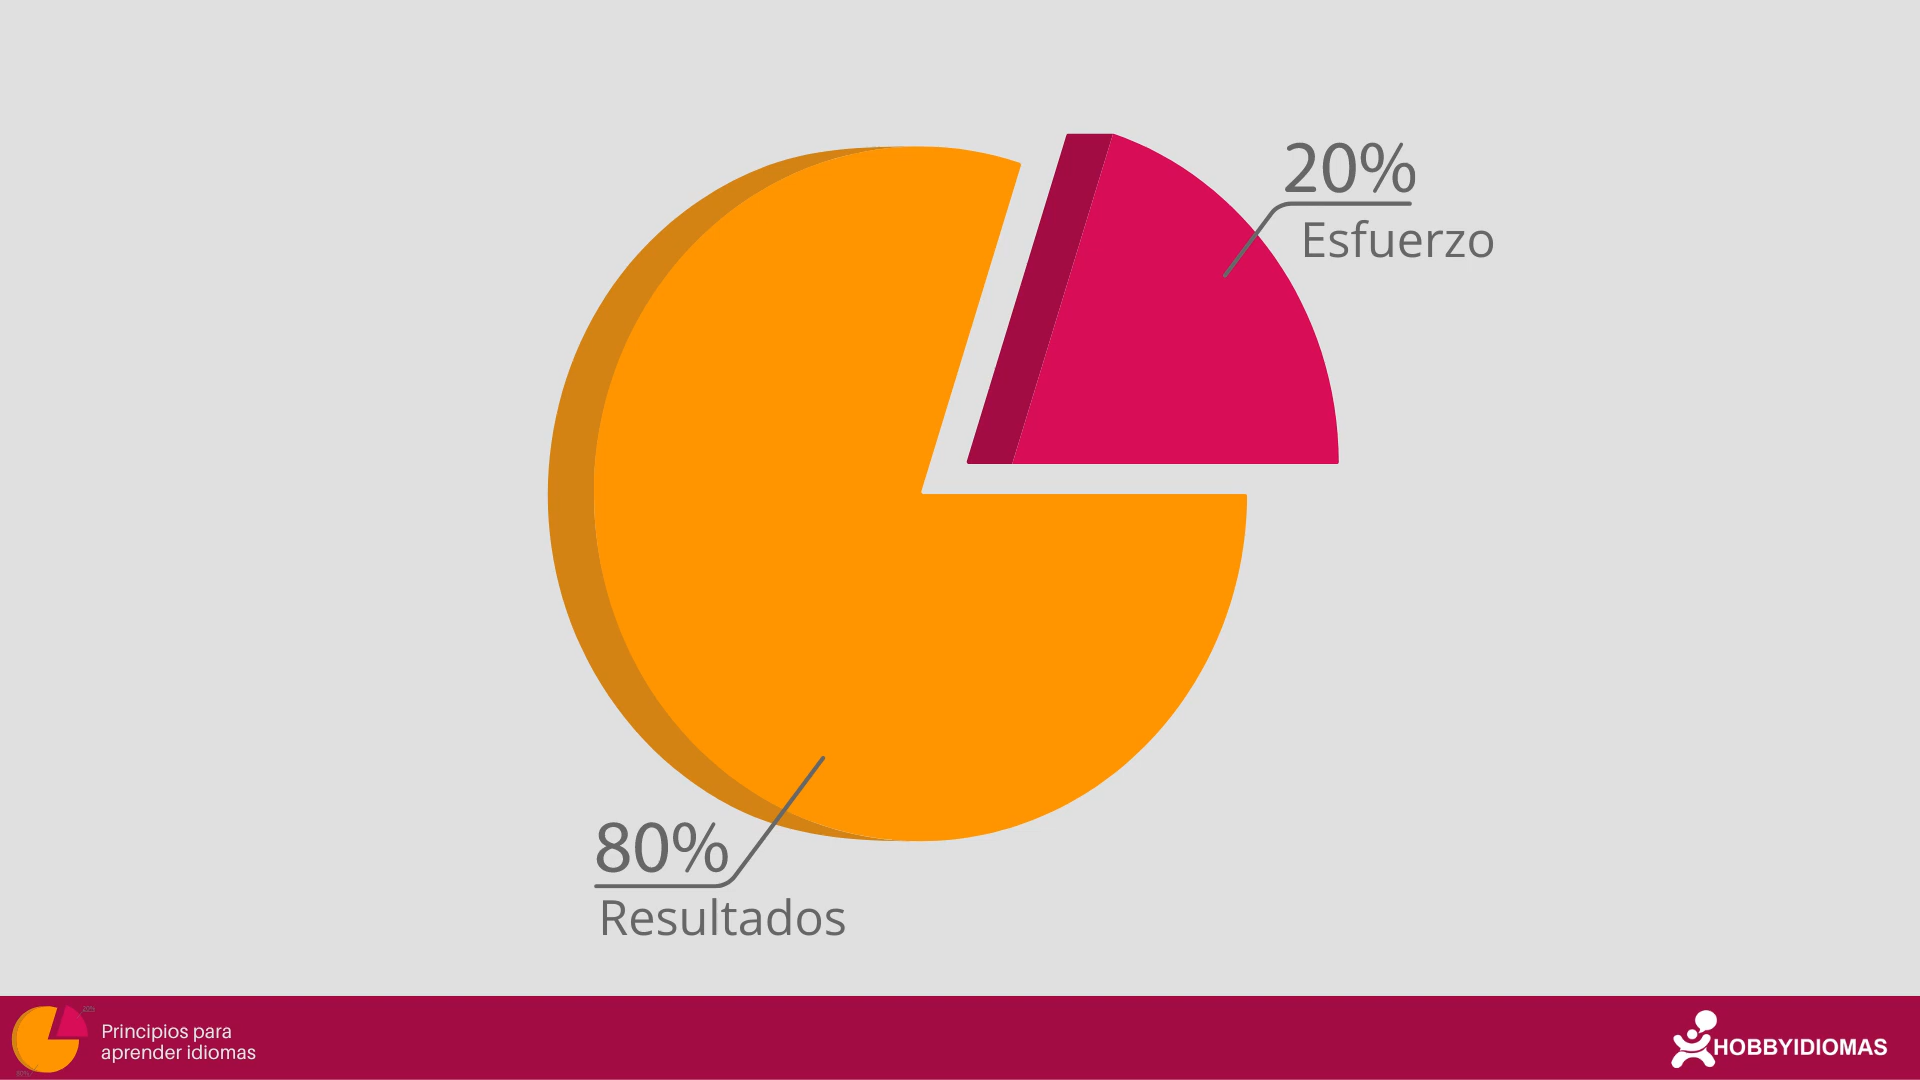 20%
Esfuerzo
80%
Resultados
Principios para
aprender idiomas
HOBBYIDIOMAS